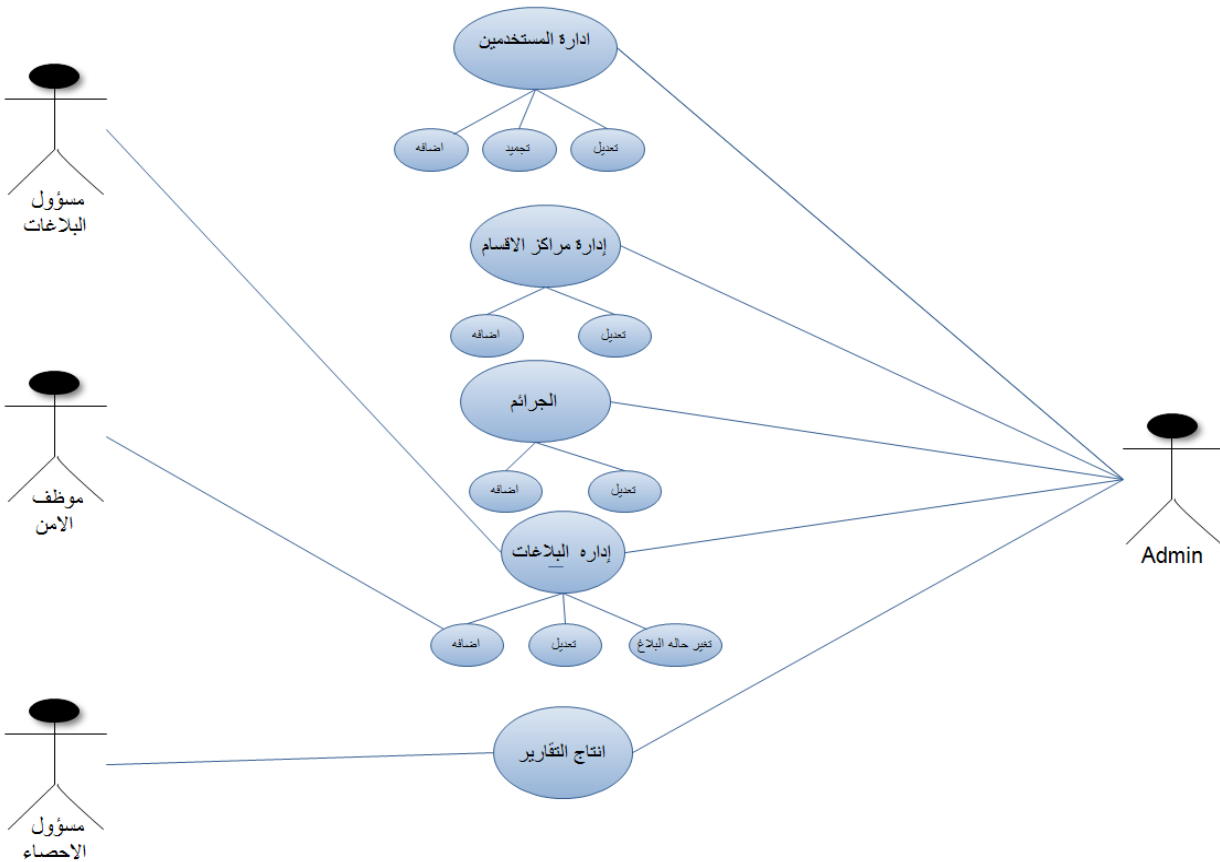 ادارة المستخدمين
اضافه
تجميد
تعديل
مسؤول
البلاغات
إدارة مراكز الاقسام
اضافه
تعديل
الجرائم
اضافه
تعديل
موظف
الامن
إداره البلاغات
Admin
اضافه
تعديل
تغير حاله البلاغ
انتاج التقارير
مسؤول
الاحصاء